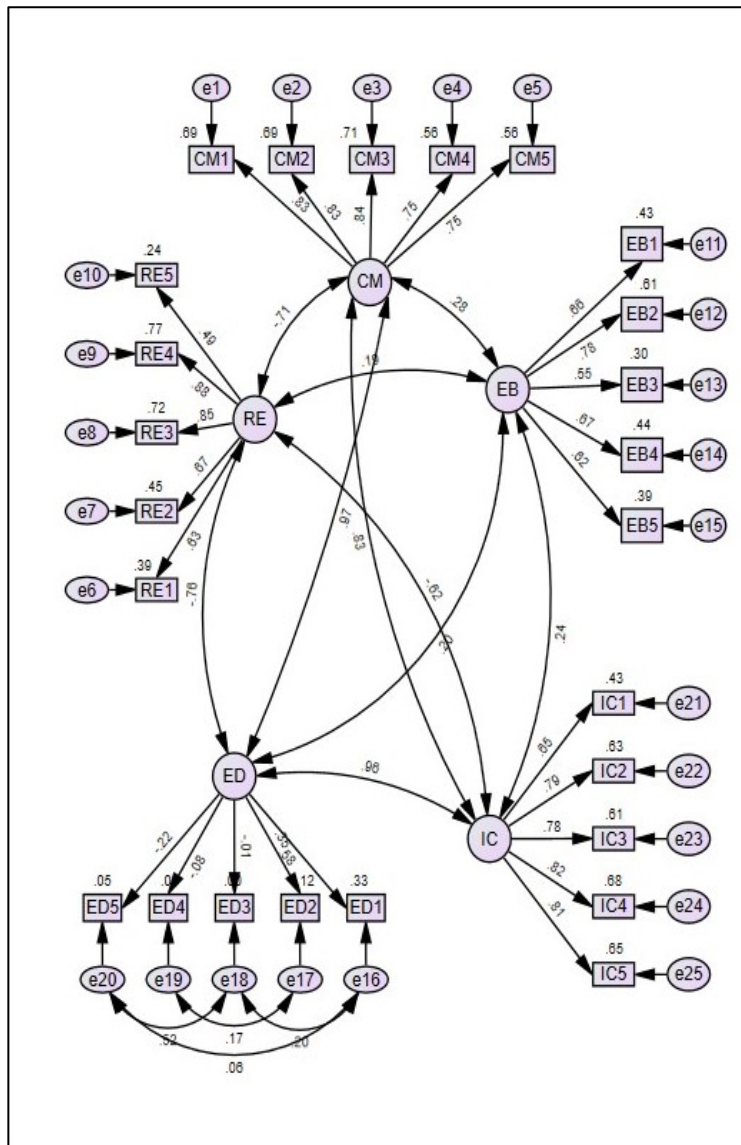 e1 e2 e3 e4 e5
.69 .69 .71 .56 .56
CM1 CM2 CM3 CM4 CM5
.83 .83 .84 .75 .75
CM
.43
EB1 e11
.61
EB2 e12
.30
EB3 e13
.44
EB4 e14
.39
EB5 e15
.66
.78
.55
.67
.62
EB
.24
e10 RE5
.77
e9 RE4
.72
e8 RE3
.45
e7 RE2
.39
e6 RE1
.49
.88
.85
.67
.63
RE
-.71
.28
.19
.97
.83
-.62
-.76
.24
.96
ED
-.22 -.08 -.01 .35 .58
.05 .12 .33
ED5 ED4 ED3 ED2 ED1
e20 e19 e18 e17 e16
.52 .17 .20
.06
IC
.65
.79
.78
.82
.81
.43
IC1 e21
.63
IC2 e22
.61
IC3 e23
.68
IC4 e24
.65
IC5 e25